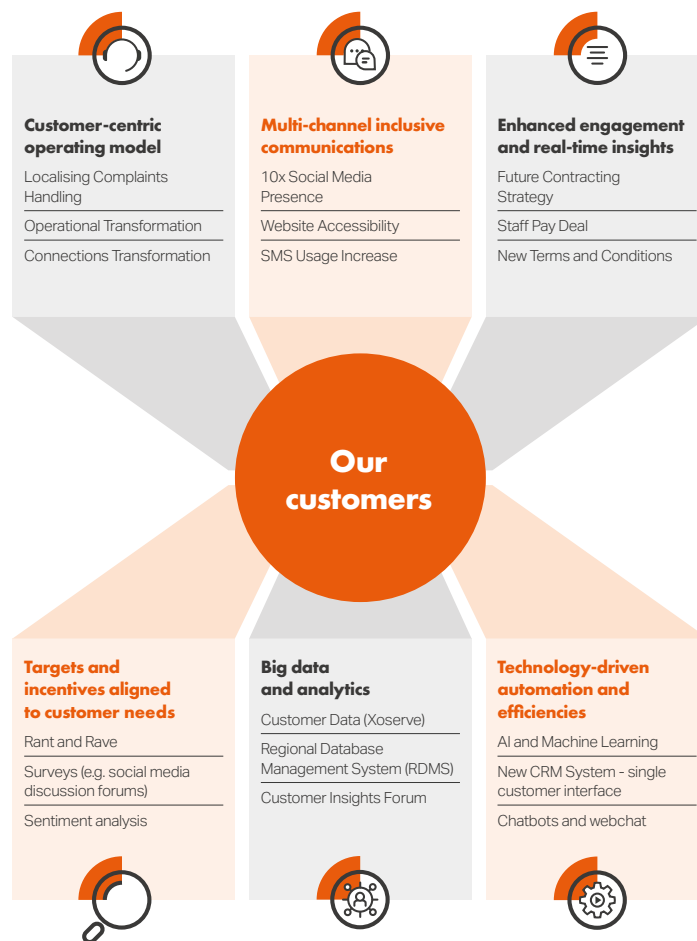 Customer-centric
operating model
Localising Complaints
Handling
Operational Transformation
Connections Transformation
Multi-channel inclusive
communications
10x Social Media
Presence
Website Accessibility
SMS Usage Increase
Enhanced engagement
and real-time insights
Future Contracting
Strategy
Staff Pay Deal
New Terms and Conditions
Our
customers
Targets and
incentives aligned
to customer needs
Rant and Rave
Surveys (e.g. social media
discussion forums)
Sentiment analysis
Big data
and analytics
Customer Data (Xoserve)
Regional Database
Management System (RDMS)
Customer Insights Forum
Technology-driven
automation and
efficiencies
AI and Machine Learning
New CRM System - single
customer interface
Chatbots and webchat